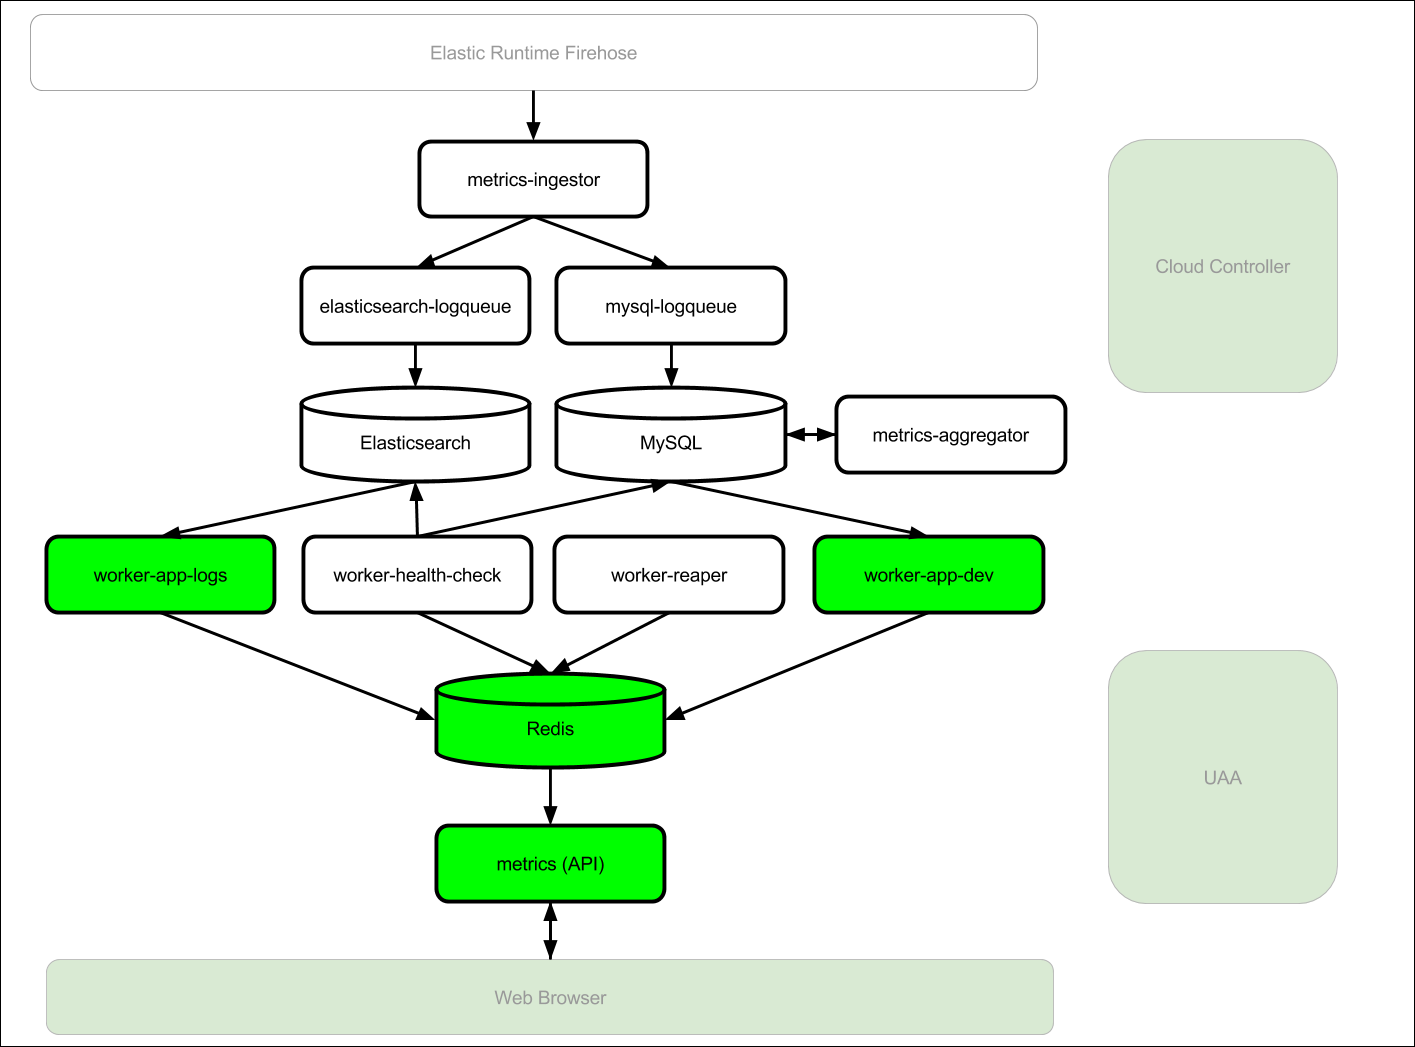 Elastic Runtime Firehose
metrics-ingestor
Cloud Controller
elasticsearch-logqueue
mysql-logqueue
Elasticsearch
MySQL
metrics-aggregator
worker-app-logs
worker-health-check
worker-reaper
worker-app-dev
Redis
UAA
metrics (API)
Web Browser